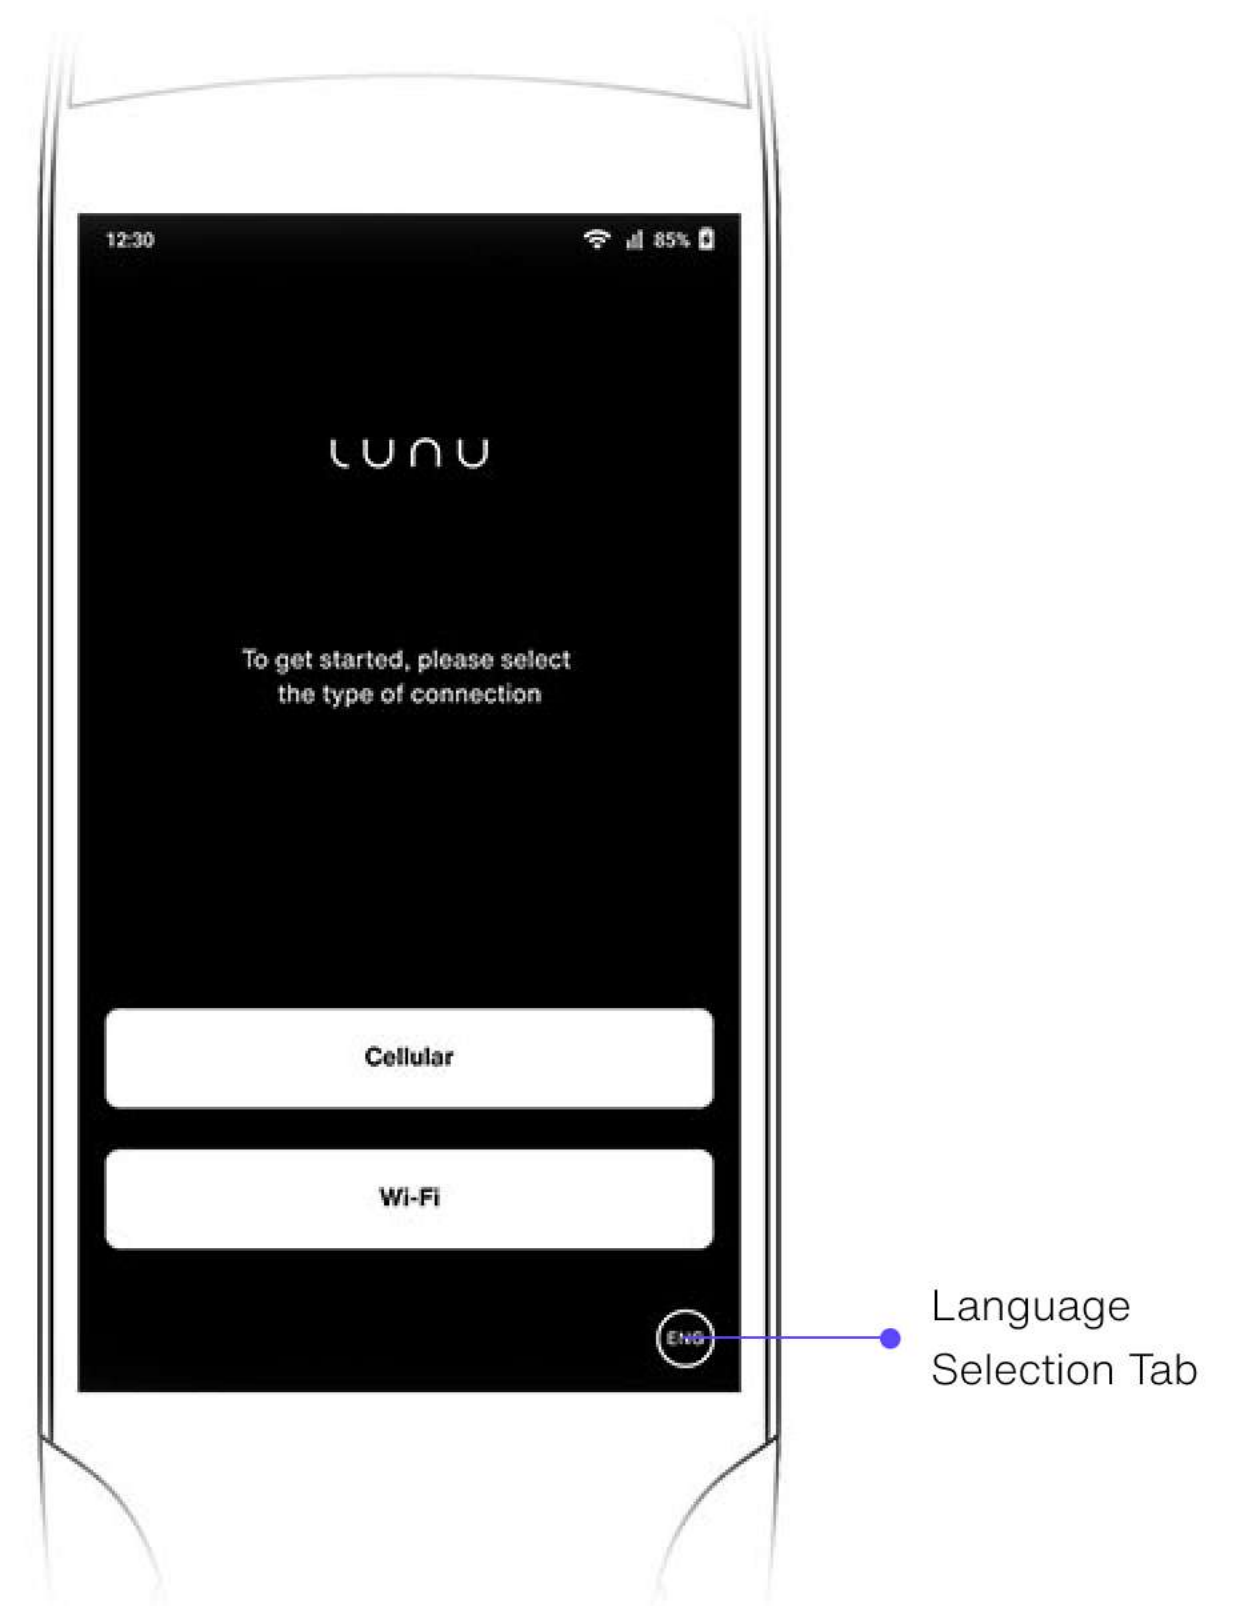 12:30 85%
LUNU
To get started, please select
the type of connection
Cellular
Wi-Fi
ENG
Language
Selection Tab